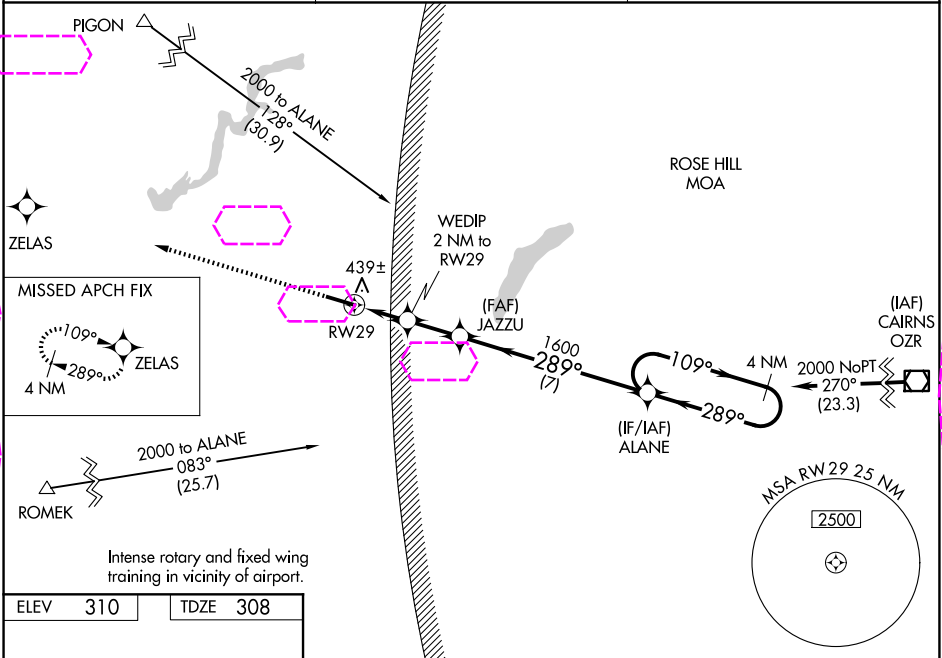 PIGON
2000 to ALANE
128°
(30.9)
ROSE HILL
MOA
ZELAS
WEDIP
2 NM to
RW29
439±
RW29
(FAF)
JAZZU
(IAF)
CAIRNS
OZR
MISSED APCH FIX
109°
ZELAS
289°
4 NM
1600
289°
(7)
109°
4 NM
289°
2000 NoPT
270°
(23.3)
(IF/IAF)
ALANE
2000 to ALANE
083°
(25.7)
ROMEK
MSA RW 29 25 NM
2500
Intense rotary and fixed wing
training in vicinity of airport.
ELEV 310
TDZE 308